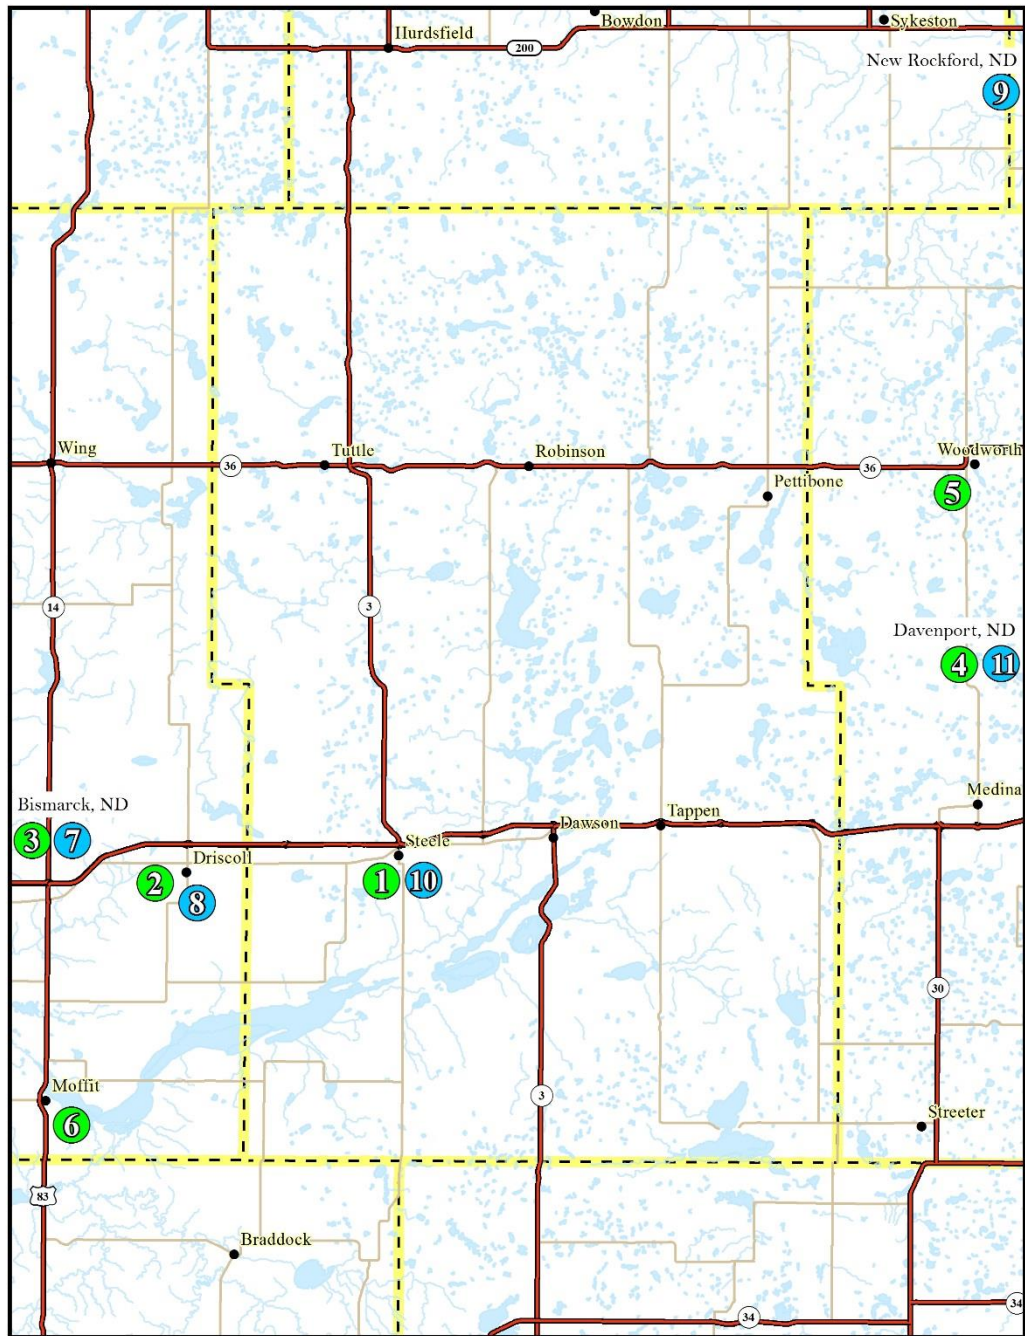 Hurdsfield
Bowdon
Sykeston
200
New Rockford, ND
9
Wing
Tuttle
Robinson
Woodworth
36
36
Pettibone
5
14
3
Davenport, ND
4 11
Bismarck, ND
Medina
3 7
Tappen
Dawson
Steele
Driscoll
2
1 10
8
30
Moffit
3
Streeter
6
83
Braddock
34
34